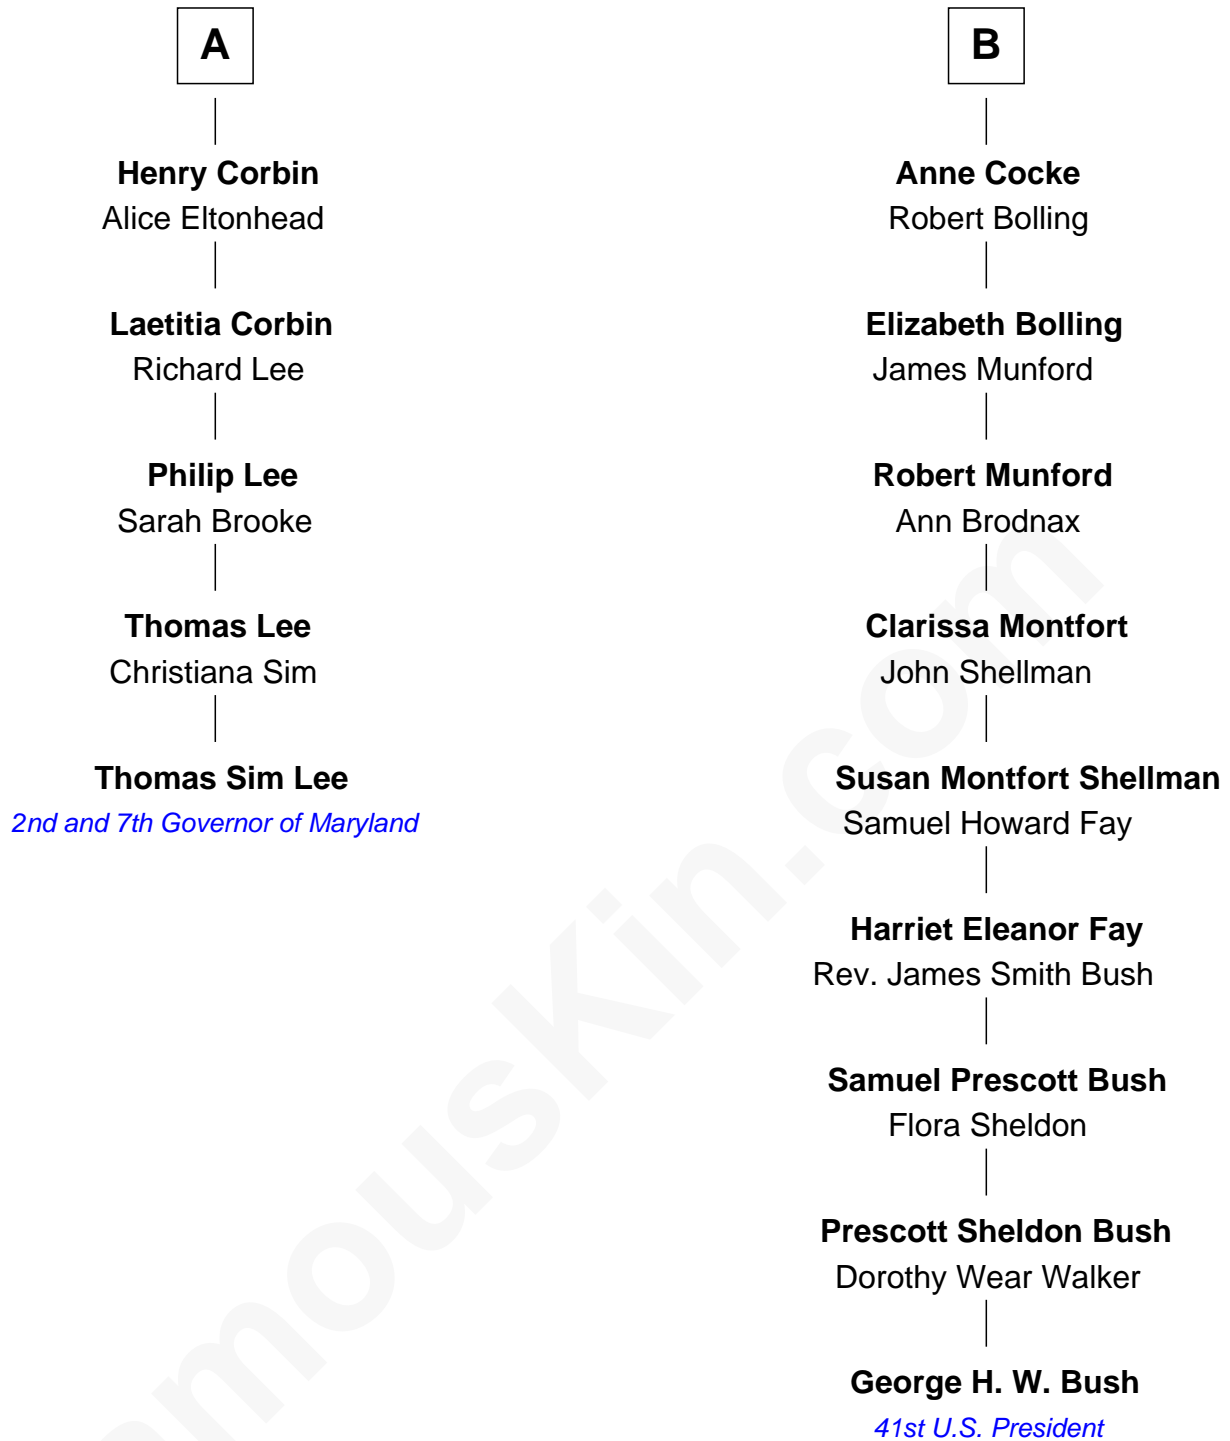 A
Henry Corbin
Alice Eltonhead
Laetitia Corbin
Richard Lee
Philip Lee
Sarah Brooke
Thomas Lee
Christiana Sim
Thomas Sim Lee
2nd and 7th Governor of Maryland
B
Anne Cocke
Robert Bolling
Elizabeth Bolling
James Munford
Robert Munford
Ann Brodnax
Clarissa Montfort
John Shellman
Susan Montfort Shellman
Samuel Howard Fay
Harriet Eleanor Fay
Rev. James Smith Bush
Samuel Prescott Bush
Flora Sheldon
Prescott Sheldon Bush
Dorothy Wear Walker
George H. W. Bush
41st U.S. President
amouskin.com